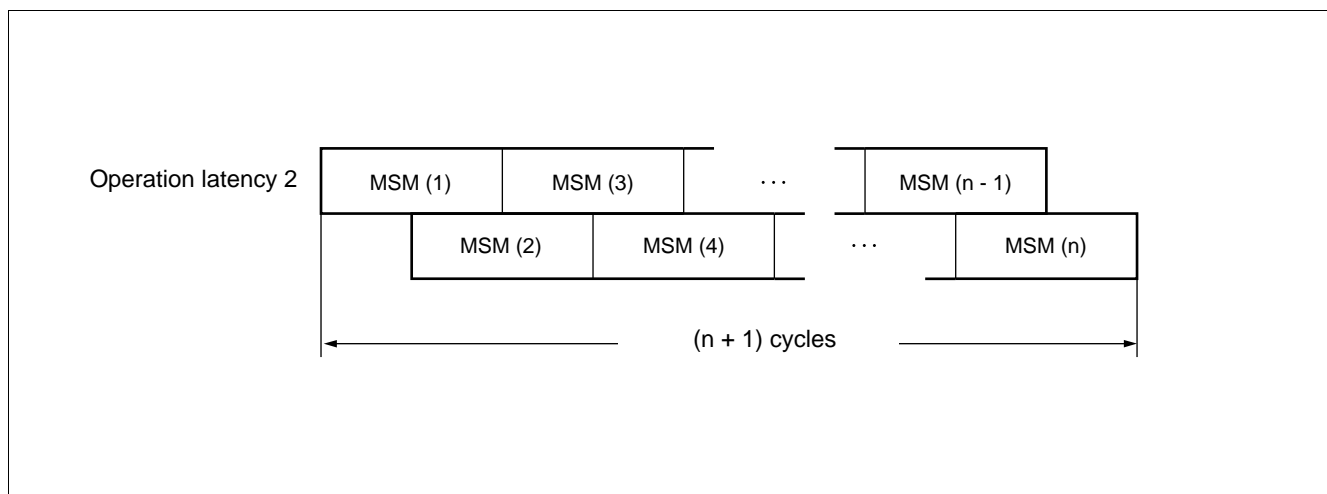 Operation latency 2
MSM (1) MSM (3) ··· MSM (n - 1)
MSM (2) MSM (4) ··· MSM (n)
(n + 1) cycles